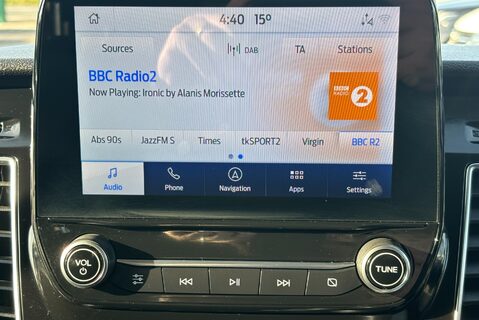 4:40 15°
Sources DAB TA Stations
BBC Radio2
Now Playing: Ironic by Alanis Morissette
BBC
RADIO
2
Abs 90s JazzFM S Times tkSPORT2 Virgin BBC R2
Audio Phone Navigation Apps Settings
VOL
TUNE